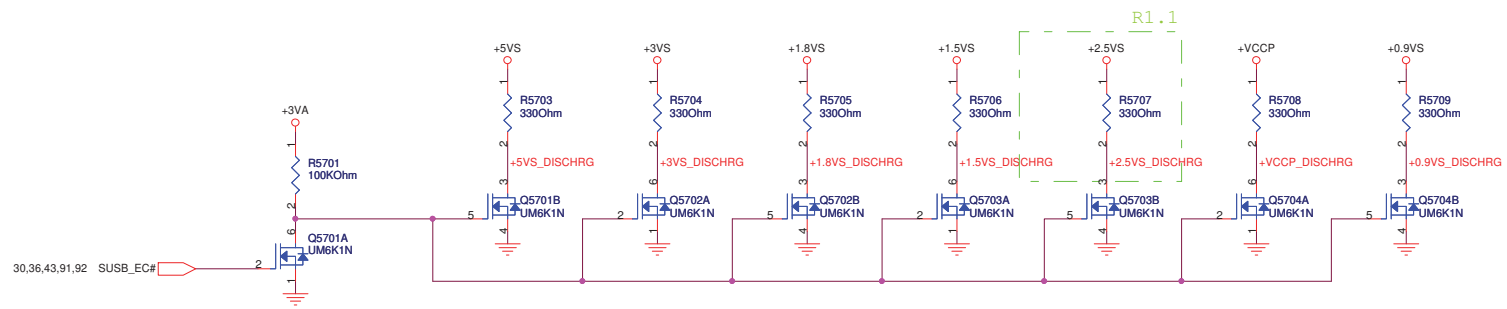 R1.1
+5VS
+3VS
+1.8VS
+1.5VS
+2.5VS
+VCCP
+0.9VS
1
1
1
1
1
1
1
R5703
330Ohm
R5704
330Ohm
R5705
330Ohm
R5706
330Ohm
R5707
330Ohm
R5708
330Ohm
R5709
330Ohm
2
2
2
2
2
2
2
+3VA
1
R5701
100KOhm
2
+5VS_DISCHRG
+3VS_DISCHRG
+1.8VS_DISCHRG
+1.5VS_DISCHRG
+2.5VS_DISCHRG
+VCCP_DISCHRG
+0.9VS_DISCHRG
3
6
3
6
3
6
3
Q5701B
UM6K1N
Q5702A
UM6K1N
Q5702B
UM6K1N
Q5703A
UM6K1N
Q5703B
UM6K1N
Q5704A
UM6K1N
Q5704B
UM6K1N
5
2
5
2
5
2
5
4
1
4
1
4
1
4
6
Q5701A
UM6K1N
30,36,43,91,92 SUSB_EC#
2
1